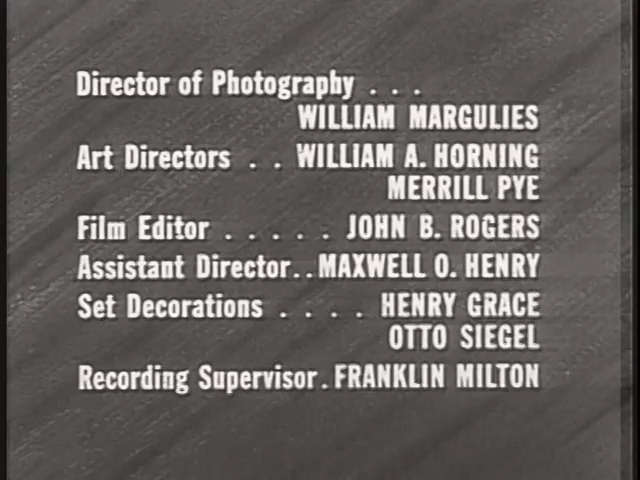 Director of Photography . . .
WILLIAM MARGULIES
Art Directors . . WILLIAM A. HORNING
MERRILL PYE
Film Editor . . . . . JOHN B. ROGERS
Assistant Director.. MAXWELL O. HENRY
Set Decorations . . . . HENRY GRACE
OTTO SIEGEL
Recording Supervisor. FRANKLIN MILTON